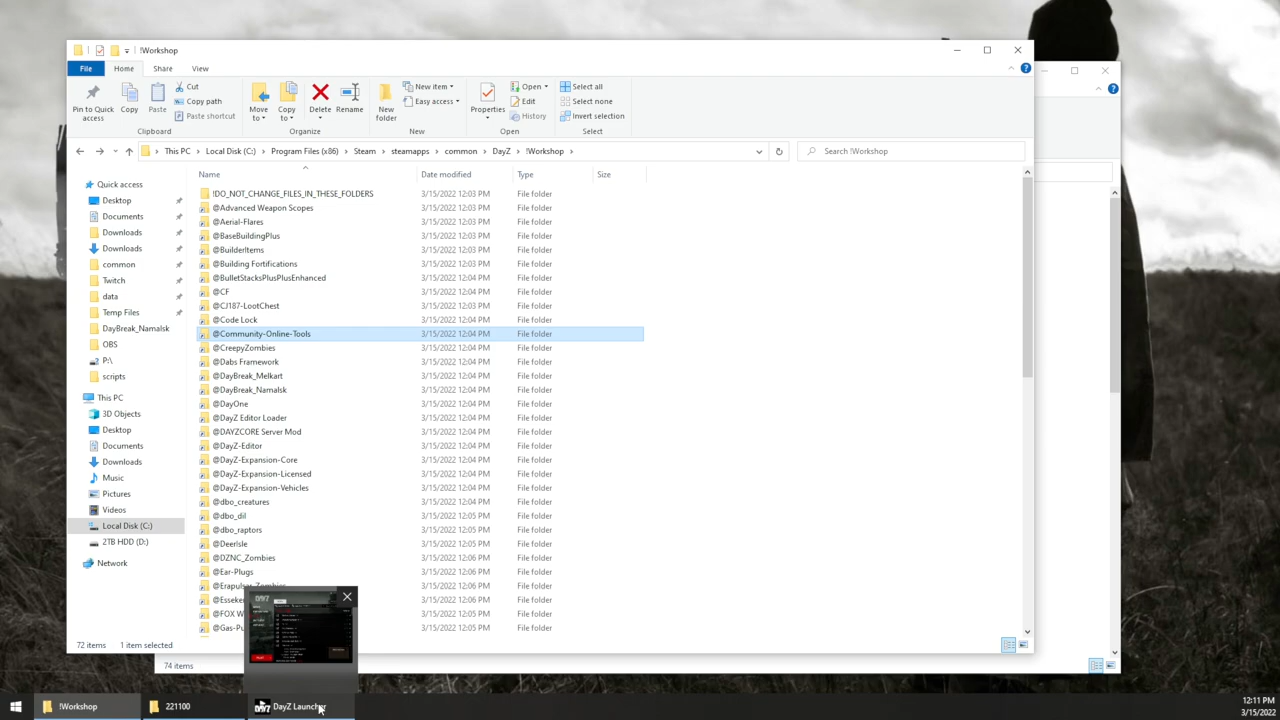 !Workshop
File Home Share View
Pin to Quick access
Copy
Paste
Cut
Copy path
Paste shortcut
Clipboard
Move to
Copy to
Delete
Rename
Organize
New folder
New item
Easy access
New
Properties
Open
Edit
History
Open
Select all
Select none
Invert selection
Select
This PC > Local Disk (C:) > Program Files (x86) > Steam > steamapps > common > DayZ > !Workshop >
Search !Workshop
Quick access
Desktop
Documents
Downloads
Downloads
common
Twitch
data
Temp Files
DayBreak_Namalsk
OBS
P:\
scripts
This PC
3D Objects
Desktop
Documents
Downloads
Music
Pictures
Videos
Local Disk (C:)
2TB HDD (D:)
Network
Name Date modified Type Size
!DO_NOT_CHANGE_FILES_IN_THESE_FOLDERS 3/15/2022 12:03 PM File folder
@Advanced Weapon Scopes 3/15/2022 12:03 PM File folder
@Aerial-Flares 3/15/2022 12:03 PM File folder
@BaseBuildingPlus 3/15/2022 12:03 PM File folder
@BuilderItems 3/15/2022 12:03 PM File folder
@Building Fortifications 3/15/2022 12:03 PM File folder
@BulletStacksPlusPlusEnhanced 3/15/2022 12:04 PM File folder
@CF 3/15/2022 12:04 PM File folder
@CJ187-LootChest 3/15/2022 12:03 PM File folder
@Code Lock 3/15/2022 12:04 PM File folder
@Community-Online-Tools 3/15/2022 12:04 PM File folder
@CreepyZombies 3/15/2022 12:04 PM File folder
@Dabs Framework 3/15/2022 12:04 PM File folder
@DayBreak_Melkart 3/15/2022 12:04 PM File folder
@DayBreak_Namalsk 3/15/2022 12:04 PM File folder
@DayOne 3/15/2022 12:04 PM File folder
@DayZ Editor Loader 3/15/2022 12:04 PM File folder
@DAYZCORE Server Mod 3/15/2022 12:04 PM File folder
@DayZ-Editor 3/15/2022 12:04 PM File folder
@DayZ-Expansion-Core 3/15/2022 12:04 PM File folder
@DayZ-Expansion-Licensed 3/15/2022 12:04 PM File folder
@DayZ-Expansion-Vehicles 3/15/2022 12:04 PM File folder
@dbo_creatures 3/15/2022 12:04 PM File folder
@dbo_dil 3/15/2022 12:05 PM File folder
@dbo_raptors 3/15/2022 12:05 PM File folder
@DeerIsle 3/15/2022 12:05 PM File folder
@DZNC_Zombies 3/15/2022 12:06 PM File folder
@Ear-Plugs 3/15/2022 12:06 PM File folder
@Erapulses Zombies 3/15/2022 12:06 PM File folder
@Esseke 3/15/2022 12:06 PM File folder
@FOX W 3/15/2022 12:05 PM File folder
@Gas-Pu 3/15/2022 12:05 PM File folder
72 items 1 item selected
74 items
DAYZ
!Workshop
221100
DayZ Launcher
12:11 PM
3/15/2022